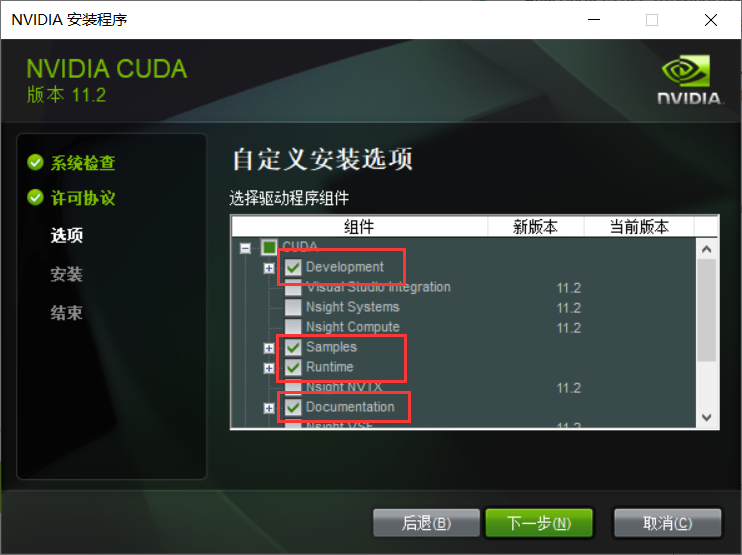 NVIDIA 安装程序
NVIDIA CUDA
版本 11.2
NVIDIA.
系统检查
许可协议
选项
安装
结束
自定义安装选项
选择驱动程序组件
组件 新版本 当前版本
CUDA
Development
Visual Studio Integration 11.2
Nsight Systems 11.2
Nsight Compute 11.2
Samples
Runtime
Nsight NVTX 11.2
Documentation
Nsight VSE 11.2
后退(B) 下一步(N) 取消(C)